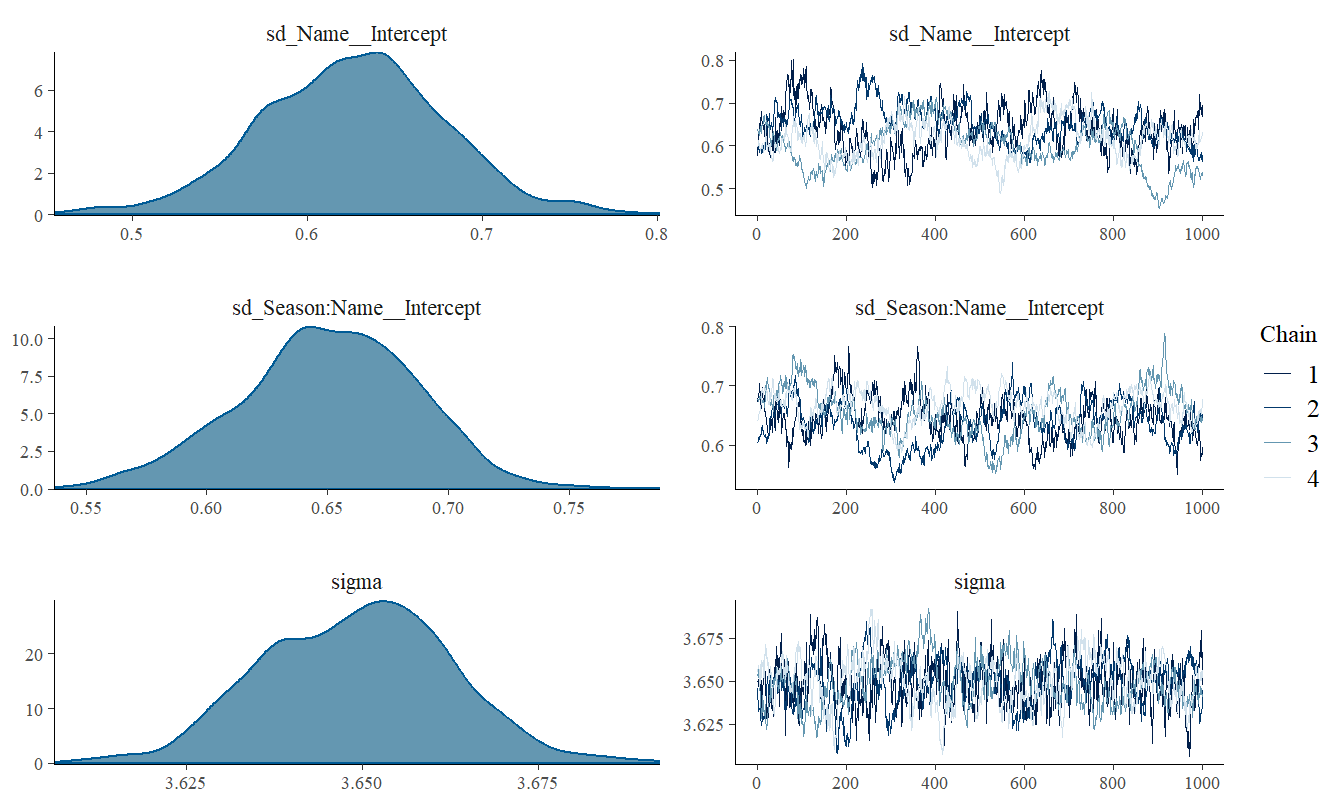 sd_Name__Intercept
6
4
2
0
0.5 0.6 0.7 0.8
sd_Name__Intercept
0.8
0.7
0.6
0.5
0 200 400 600 800 1000
sd_Season:Name__Intercept
10.0
7.5
5.0
2.5
0.0
0.55 0.60 0.65 0.70 0.75
sd_Season:Name__Intercept
0.8
0.7
0.6
0 200 400 600 800 1000
sigma
20
10
0
3.625 3.650 3.675
sigma
3.675
3.650
3.625
0 200 400 600 800 1000
Chain
1
2
3
4